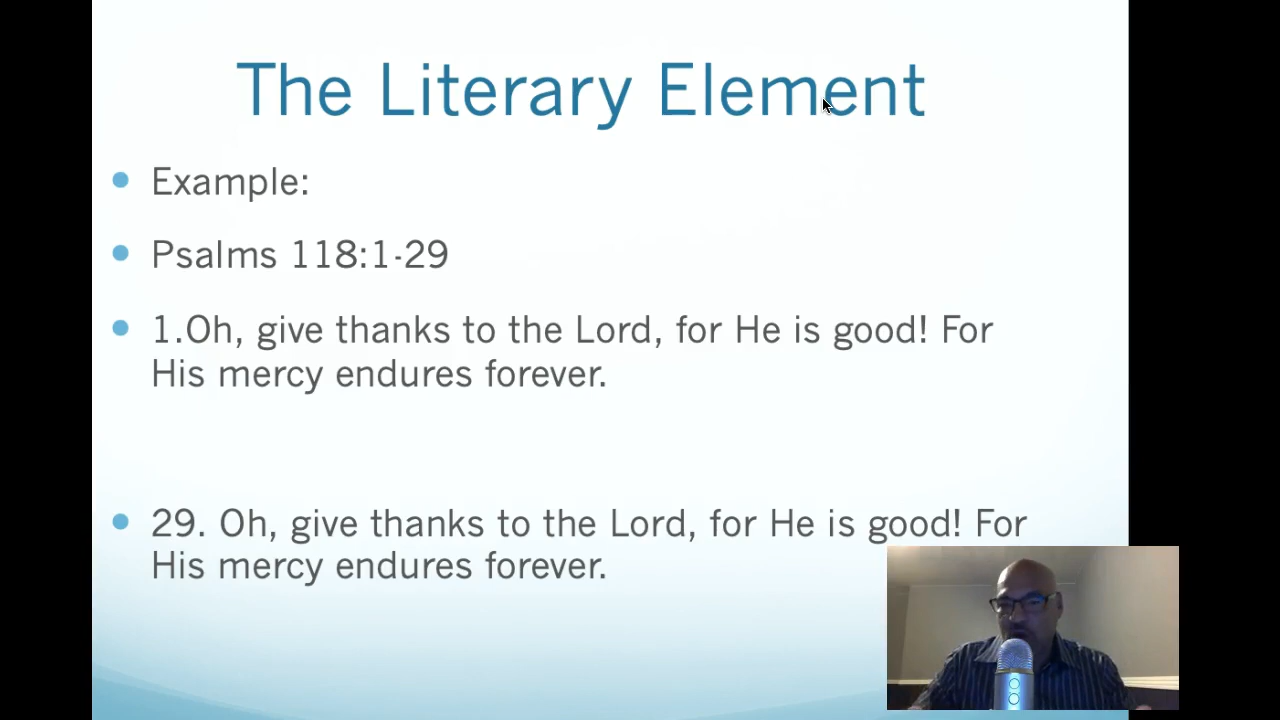 The Literary Element
Example:
Psalms 118:1-29
1.Oh, give thanks to the Lord, for He is good! For
His mercy endures forever.
29. Oh, give thanks to the Lord, for He is good! For
His mercy endures forever.